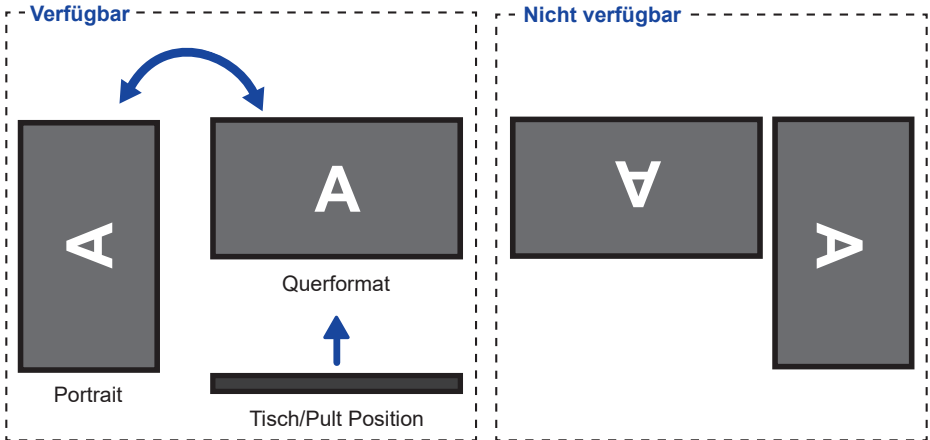 Verfügbar
A
A
Querformat
Portrait
Tisch/Pult Position
Nicht verfügbar
A
A